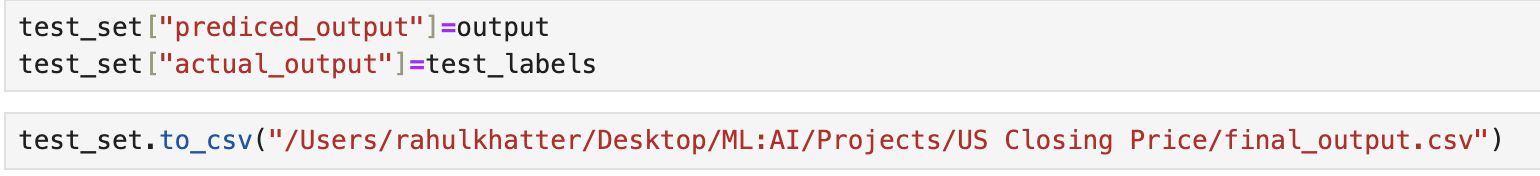 test_set["prediced_output"]=output
test_set["actual_output"]=test_labels
test_set.to_csv("/Users/rahulkhatter/Desktop/ML:AI/Projects/US Closing Price/final_output.csv")